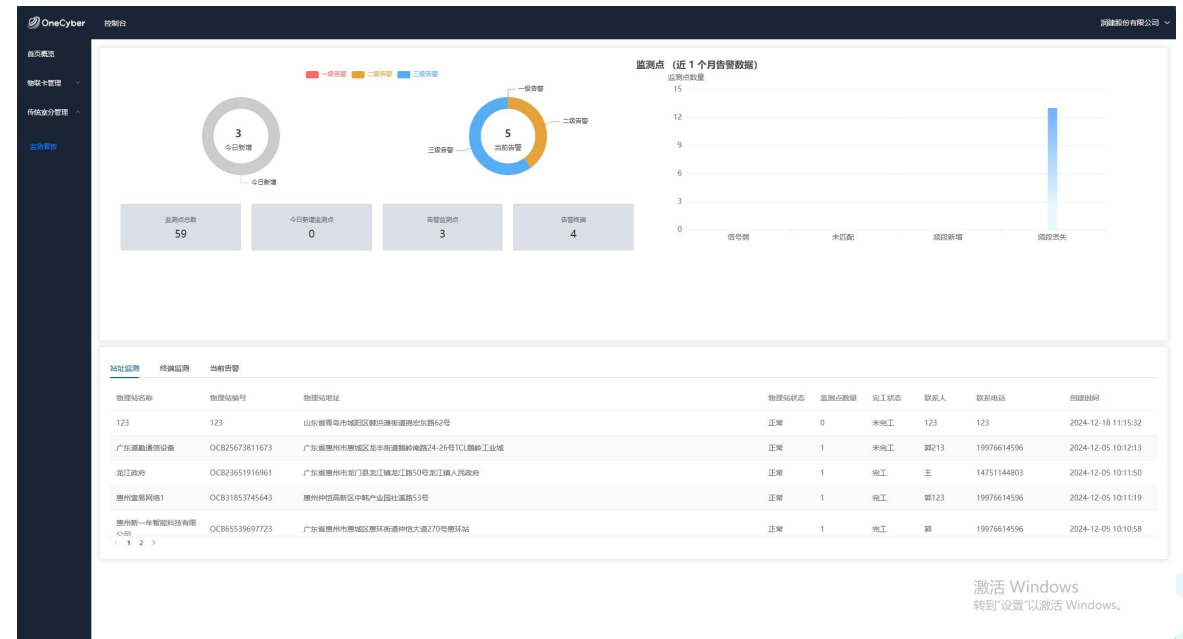 OneCyber 控制台 润建股份有限公司
首页概览
物联卡管理
传统室分管理
监测看板
一级告警 二级告警 三级告警
3
今日新增
今日新增
5
当前告警
一级告警
二级告警
三级告警
监测点总数
59
今日新增监测点
0
告警监测点
3
告警终端
4
监测点 (近 1 个月告警数据)
监测点数量
15
12
9
6
3
0
信号弱 未匹配 频段新增 频段丢失
站址监测 终端监测 当前告警
物理站名称 物理站编号 物理站地址 物理站状态 监测点数量 完工状态 联系人 联系电话 创建时间
123 123 山东省青岛市城阳区棘洪滩街道锦宏东路62号 正常 0 未完工 123 123 2024-12-18 11:15:32
广东道勤通信设备 OCB25673811673 广东省惠州市惠城区龙丰街道鹅岭南路24-26号TCL鹅岭工业城 正常 1 未完工 郭213 19976614596 2024-12-05 10:12:13
龙江政府 OCB23651916961 广东省惠州市龙门县龙江镇龙江路50号龙江镇人民政府 正常 1 完工 王 14751144803 2024-12-05 10:11:50
惠州壹易网络1 OCB31853745643 惠州仲恺高新区中韩产业园社溪路53号 正常 1 完工 郭123 19976614596 2024-12-05 10:11:19
惠州新一年智能科技有限公司 OCB65539697723 广东省惠州市惠城区惠环街道仲恺大道270号惠环站 正常 1 完工 郭 19976614596 2024-12-05 10:10:58
1 2
激活 Windows
转到"设置"以激活 Windows。